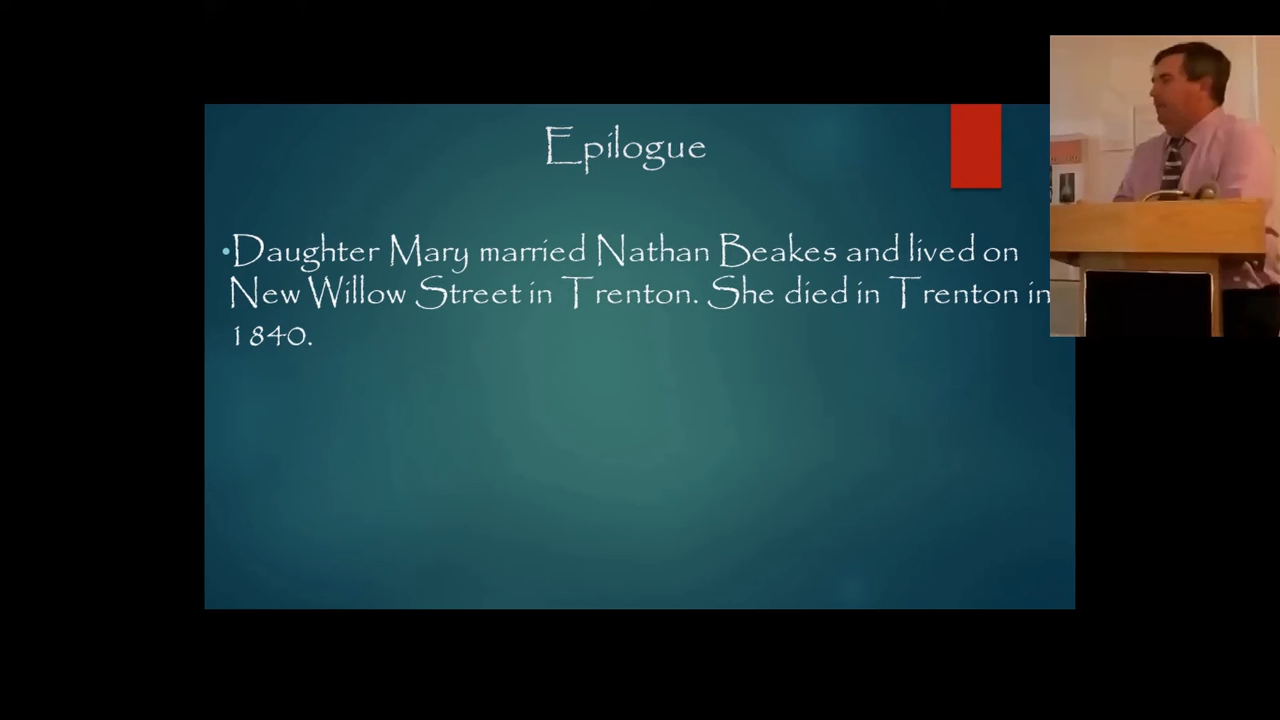 Epilogue
•Daughter Mary married Nathan Beakes and lived on
New Willow Street in Trenton. She died in Trenton in
1840.